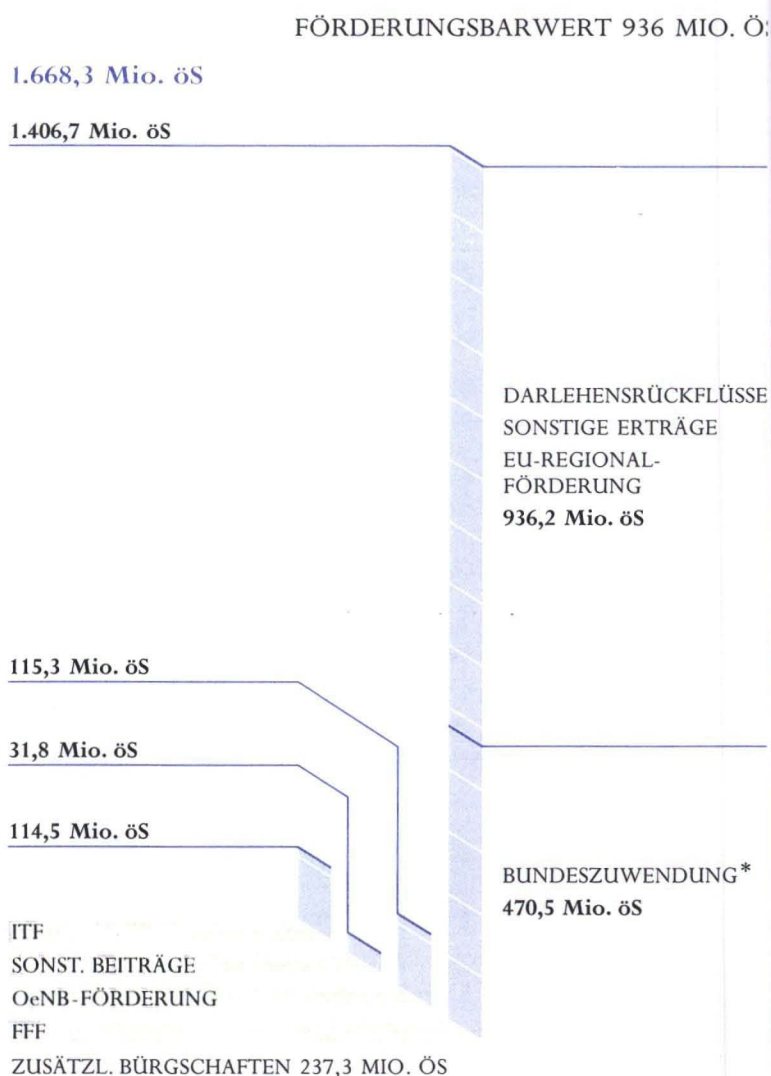 FÖRDERUNGSBARWERT 936 MIO. Ö
1.668,3 Mio. öS
1.406,7 Mio. öS
DARLEHENSRÜCKFLÜSSE
SONSTIGE ERTRÄGE
EU-REGIONAL-
FÖRDERUNG
936,2 Mio. öS
115,3 Mio. öS
31,8 Mio. öS
114,5 Mio. öS
BUNDESZUWENDUNG*
470,5 Mio. öS
ITF
SONST. BEITRÄGE
OeNB-FÖRDERUNG
FFF
ZUSÄTZL. BÜRGSCHAFTEN 237,3 MIO. ÖS